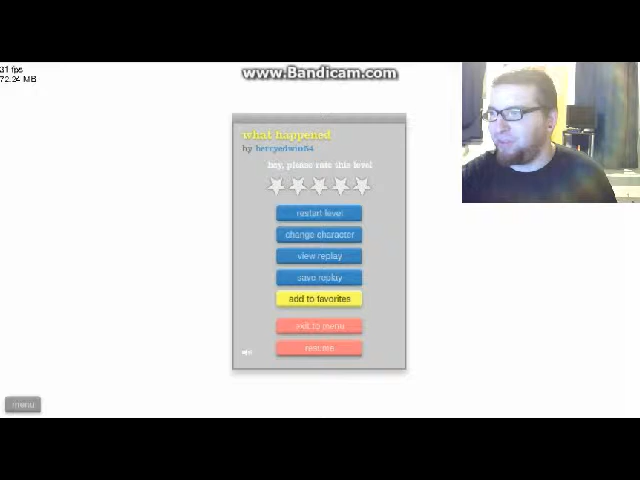 www.Bandicam.com
31 fps
72.24 MB
what happened
by berryedwin64
hey, please rate this level
restart level
change character
view replay
save replay
add to favorites
exit to menu
resume
menu